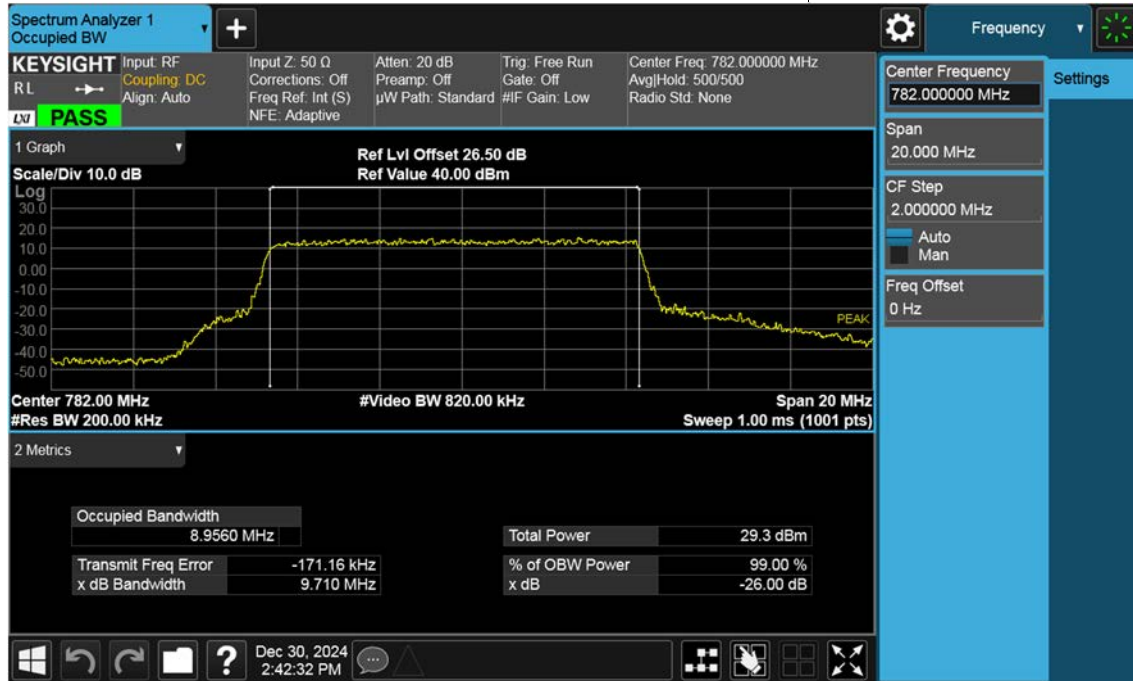 Spectrum Analyzer 1
Occupied BW
Frequency
KEYSIGHT
RL
LXI PASS
Input: RF
Coupling: DC
Align: Auto
Input Z: 50 Ω
Corrections: Off
Freq Ref: Int (S)
NFE: Adaptive
Atten: 20 dB
Preamp: Off
µW Path: Standard
Trig: Free Run
Gate: Off
#IF Gain: Low
Center Freq: 782.000000 MHz
Avg|Hold: 500/500
Radio Std: None
Center Frequency
782.000000 MHz
Settings
Span
20.000 MHz
CF Step
2.000000 MHz
Auto
Man
Freq Offset
0 Hz
1 Graph
Scale/Div 10.0 dB
Ref Lvl Offset 26.50 dB
Ref Value 40.00 dBm
Log
30.0
20.0
10.0
0.00
-10.0
-20.0
-30.0
-40.0
-50.0
PEAK
Center 782.00 MHz
#Video BW 820.00 kHz
Span 20 MHz
#Res BW 200.00 kHz
Sweep 1.00 ms (1001 pts)
2 Metrics
Occupied Bandwidth
8.9560 MHz
Total Power 29.3 dBm
Transmit Freq Error -171.16 kHz
% of OBW Power 99.00 %
x dB Bandwidth 9.710 MHz
x dB -26.00 dB
?
Dec 30, 2024
2:42:32 PM